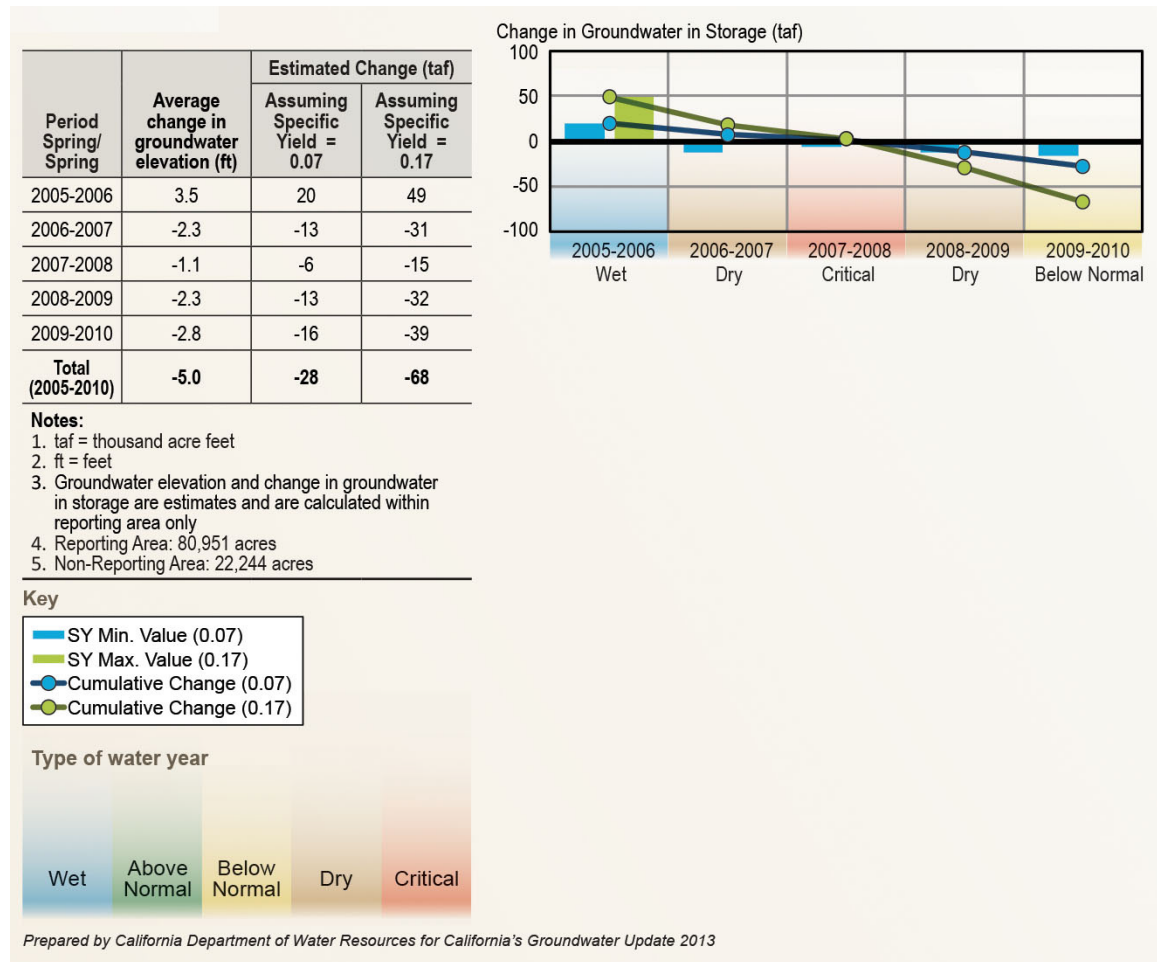 Estimated Change (taf)
Period Spring/ Spring
Average change in groundwater elevation (ft)
Assuming Specific Yield = 0.07
Assuming Specific Yield = 0.17
2005-2006 3.5 20 49
2006-2007 -2.3 -13 -31
2007-2008 -1.1 -6 -15
2008-2009 -2.3 -13 -32
2009-2010 -2.8 -16 -39
Total (2005-2010) -5.0 -28 -68
Notes:
1. taf = thousand acre feet
2. ft = feet
3. Groundwater elevation and change in groundwater
in storage are estimates and are calculated within
reporting area only
4. Reporting Area: 80,951 acres
5. Non-Reporting Area: 22,244 acres
Key
SY Min. Value (0.07)
SY Max. Value (0.17)
Cumulative Change (0.07)
Cumulative Change (0.17)
Type of water year
Wet
Above
Normal
Below
Normal
Dry
Critical
Change in Groundwater in Storage (taf)
100
50
0
-50
-100
2005-2006 2006-2007 2007-2008 2008-2009 2009-2010
Wet Dry Critical Dry Below Normal
Prepared by California Department of Water Resources for California's Groundwater Update 2013